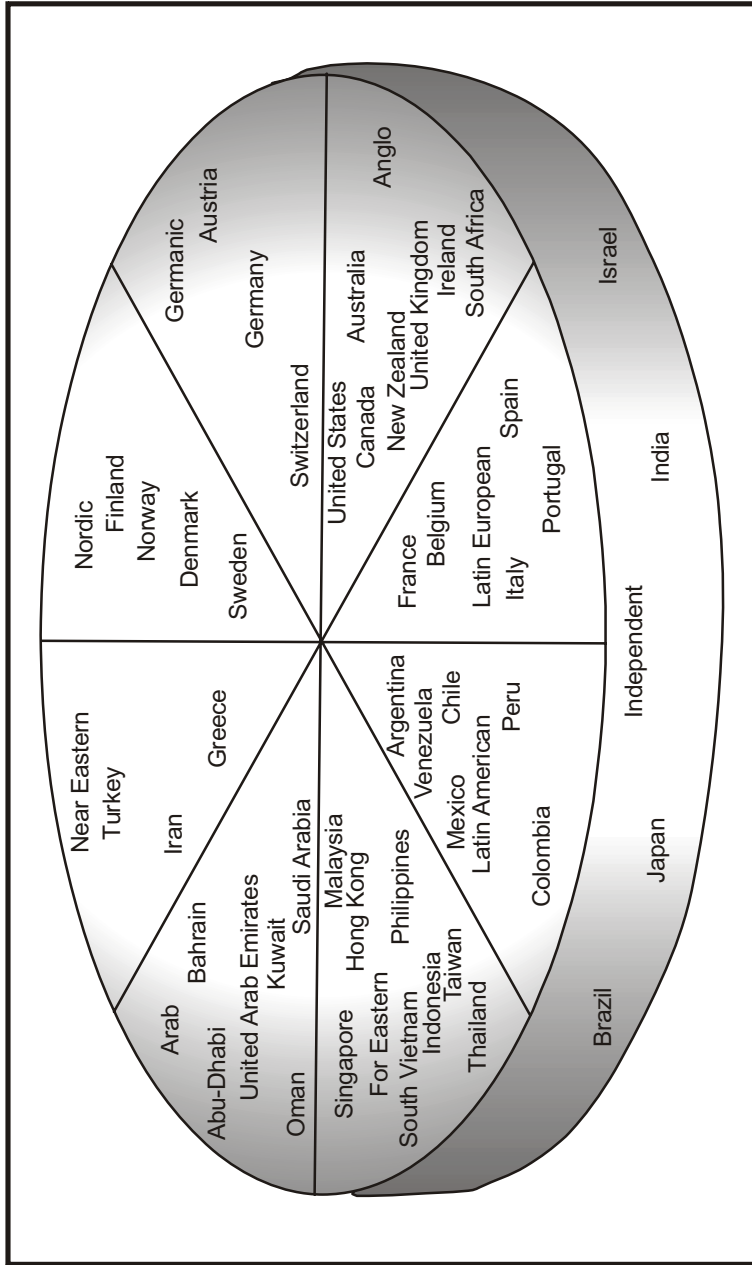 Near Eastern
Turkey
Iran
Greece
Nordic
Finland
Norway
Denmark
Sweden
Germanic
Austria
Germany
Switzerland
Anglo
United States
Australia
Canada
New Zealand
United Kingdom
Ireland
South Africa
France
Belgium
Latin European
Spain
Italy
Portugal
Argentina
Venezuela
Chile
Mexico
Latin American
Peru
Colombia
Malaysia
Hong Kong
Philippines
Singapore
For Eastern
South Vietnam
Indonesia
Taiwan
Thailand
Arab
Bahrain
Abu-Dhabi
United Arab Emirates
Kuwait
Saudi Arabia
Oman
Brazil
Japan
Independent
India
Israel